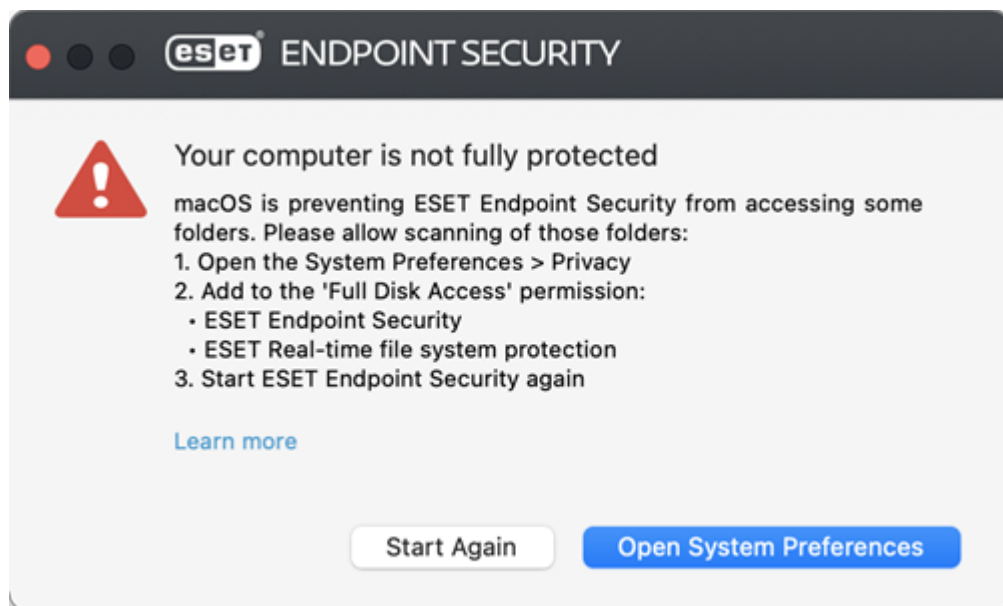 eset® ENDPOINT SECURITY
Your computer is not fully protected
macOS is preventing ESET Endpoint Security from accessing some
folders. Please allow scanning of those folders:
1. Open the System Preferences > Privacy
2. Add to the 'Full Disk Access' permission:
• ESET Endpoint Security
• ESET Real-time file system protection
3. Start ESET Endpoint Security again
Learn more
Start Again
Open System Preferences